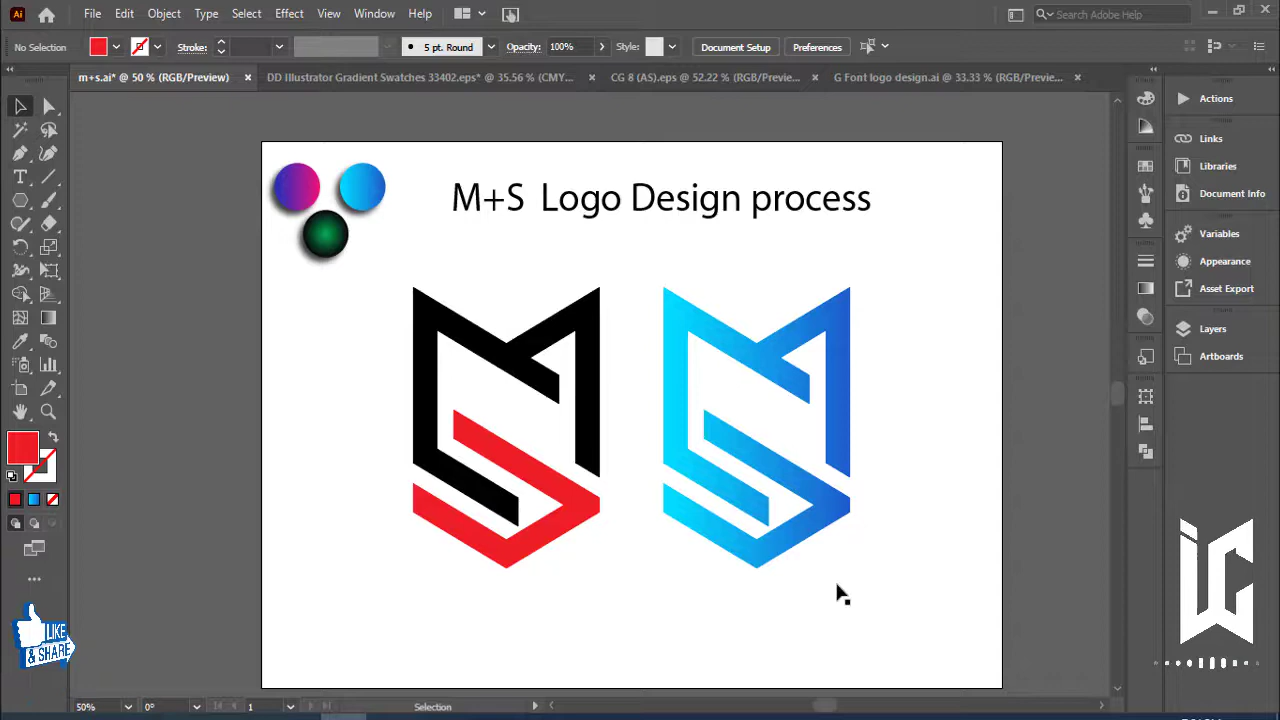 Ai File Edit Object Type Select Effect View Window Help Search Adobe Help
No Selection Stroke: 5 pt. Round Opacity: 100% Style: Document Setup Preferences
m+s.ai* @ 50 % (RGB/Preview) × DD Illustrator Gradient Swatches 33402.eps* @ 35.56 % (CMY... × CG 8 (AS).eps @ 52.22 % (RGB/Previe... × G Font logo design.ai @ 33.33 % (RGB/Previe... ×
Actions
Links
Libraries
Document Info
Variables
Appearance
Asset Export
Layers
Artboards
M+S Logo Design process
LIKE
& SHARE
50% 0° 1 Selection